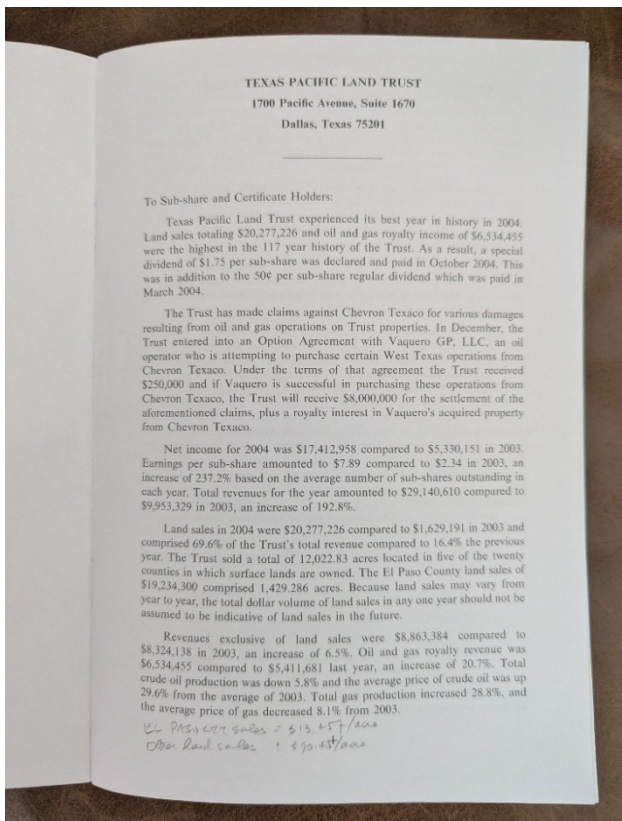 TEXAS PACIFIC LAND TRUST
1700 Pacific Avenue, Suite 1670
Dallas, Texas 75201
To Sub-share and Certificate Holders:
Texas Pacific Land Trust experienced its best year in history in 2004.
Land sales totaling $20,277,226 and oil and gas royalty income of $6,534,455
were the highest in the 117 year history of the Trust. As a result, a special
dividend of $1.75 per sub-share was declared and paid in October 2004. This
was in addition to the 50¢ per sub-share regular dividend which was paid in
March 2004.
The Trust has made claims against Chevron Texaco for various damages
resulting from oil and gas operations on Trust properties. In December, the
Trust entered into an Option Agreement with Vaquero GP, LLC, an oil
operator who is attempting to purchase certain West Texas operations from
Chevron Texaco. Under the terms of that agreement the Trust received
$250,000 and if Vaquero is successful in purchasing these operations from
Chevron Texaco, the Trust will receive $8,000,000 for the settlement of the
aforementioned claims, plus a royalty interest in Vaquero's acquired property
from Chevron Texaco.
Net income for 2004 was $17,412,958 compared to $5,330,151 in 2003.
Earnings per sub-share amounted to $7.89 compared to $2.34 in 2003, an
increase of 237.2% based on the average number of sub-shares outstanding in
each year. Total revenues for the year amounted to $29,140,610 compared to
$9,953,329 in 2003, an increase of 192.8%.
Land sales in 2004 were $20,277,226 compared to $1,629,191 in 2003 and
comprised 69.6% of the Trust's total revenue compared to 16.4% the previous
year. The Trust sold a total of 12,022.83 acres located in five of the twenty
counties in which surface lands are owned. The El Paso County land sales of
$19,234,300 comprised 1,429.286 acres. Because land sales may vary from
year to year, the total dollar volume of land sales in any one year should not be
assumed to be indicative of land sales in the future.
Revenues exclusive of land sales were $8,863,384 compared to
$8,324,138 in 2003, an increase of 6.5%. Oil and gas royalty revenue was
$6,534,455 compared to $5,411,681 last year, an increase of 20.7%. Total
crude oil production was down 5.8% and the average price of crude oil was up
29.6% from the average of 2003. Total gas production increased 28.8%, and
the average price of gas decreased 8.1% from 2003.
EL PASO sales = /acre
Other land sales : /acre